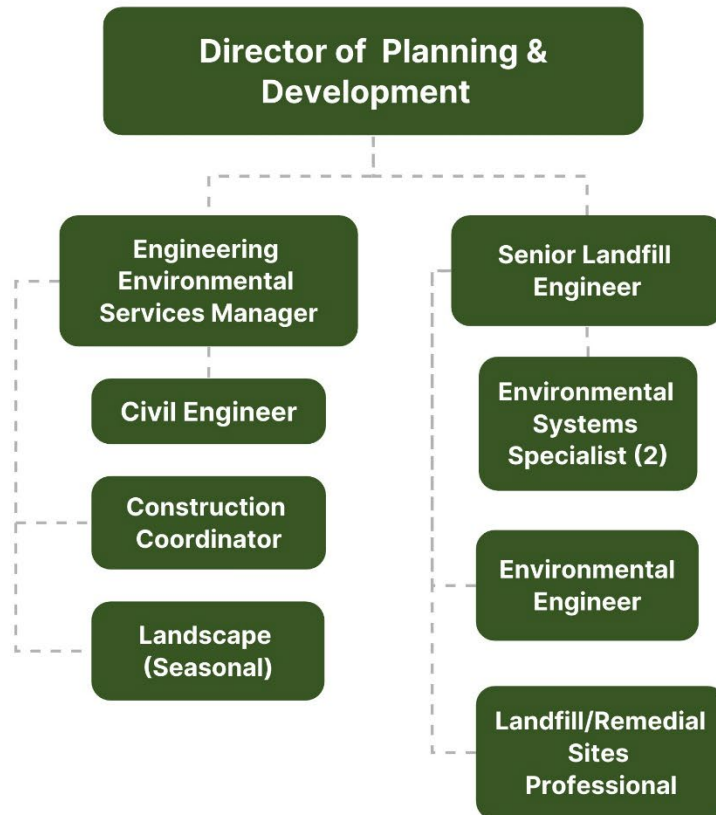 Director of Planning &
Development
Engineering
Environmental
Services Manager
Civil Engineer
Construction
Coordinator
Landscape
(Seasonal)
Senior Landfill
Engineer
Environmental
Systems
Specialist (2)
Environmental
Engineer
Landfill/Remedial
Sites
Professional